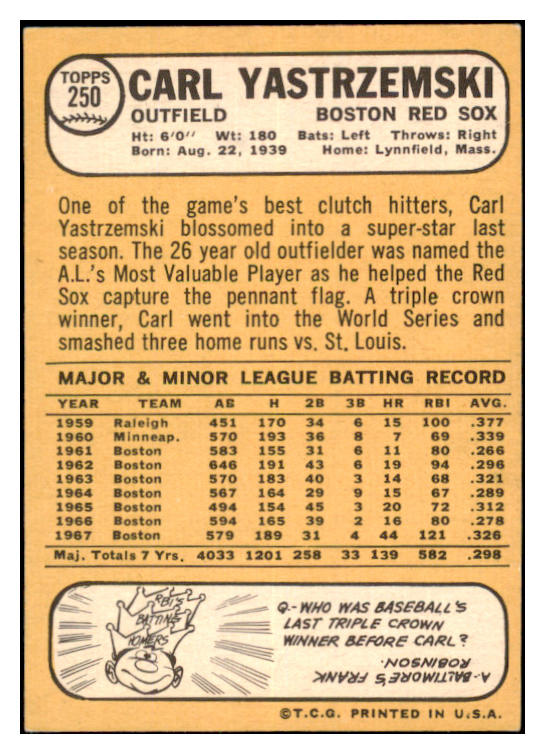 TOPPS
250
CARL YASTRZEMSKI
OUTFIELD BOSTON RED SOX
Ht: 6'0" Wt: 180 Bats: Left Throws: Right
Born: Aug. 22, 1939 Home: Lynnfield, Mass.
One of the game's best clutch hitters, Carl
Yastrzemski blossomed into a super-star last
season. The 26 year old outfielder was named the
A.L.'s Most Valuable Player as he helped the Red
Sox capture the pennant flag. A triple crown
winner, Carl went into the World Series and
smashed three home runs vs. St. Louis.
MAJOR & MINOR LEAGUE BATTING RECORD
YEAR TEAM AB H 2B 3B HR RBI AVG.
1959 Raleigh 451 170 34 6 15 100 .377
1960 Minneap. 570 193 36 8 7 69 .339
1961 Boston 583 155 31 6 11 80 .266
1962 Boston 646 191 43 6 19 94 .296
1963 Boston 570 183 40 3 14 68 .321
1964 Boston 567 164 29 9 15 67 .289
1965 Boston 494 154 45 3 20 72 .312
1966 Boston 594 165 39 2 16 80 .278
1967 Boston 579 189 31 4 44 121 .326
Maj. Totals 7 Yrs. 4033 1201 258 33 139 582 .298
RBI'S
BATTING
HOMERS
Q.-WHO WAS BASEBALL'S
LAST TRIPLE CROWN
WINNER BEFORE CARL?
A-BALTIMORE'S FRANK
ROBINSON.
©T.C.G. PRINTED IN U.S.A.